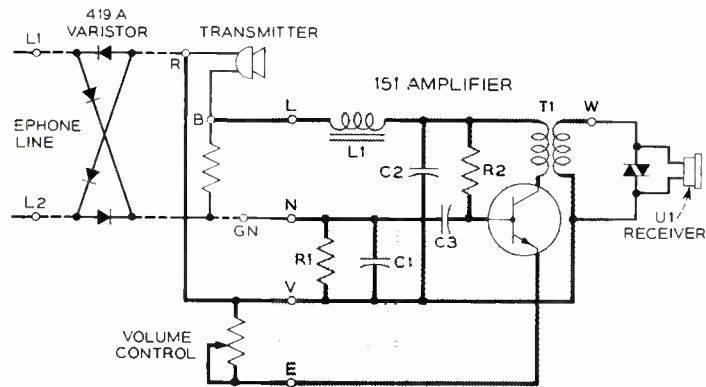 419 A
VARISTOR
TRANSMITTER
L1
R
151 AMPLIFIER
T1
W
EPHONE
LINE
B
L
L1
C2
R2
L2
GN
N
C3
U1
RECEIVER
R1
C1
V
VOLUME
CONTROL
E